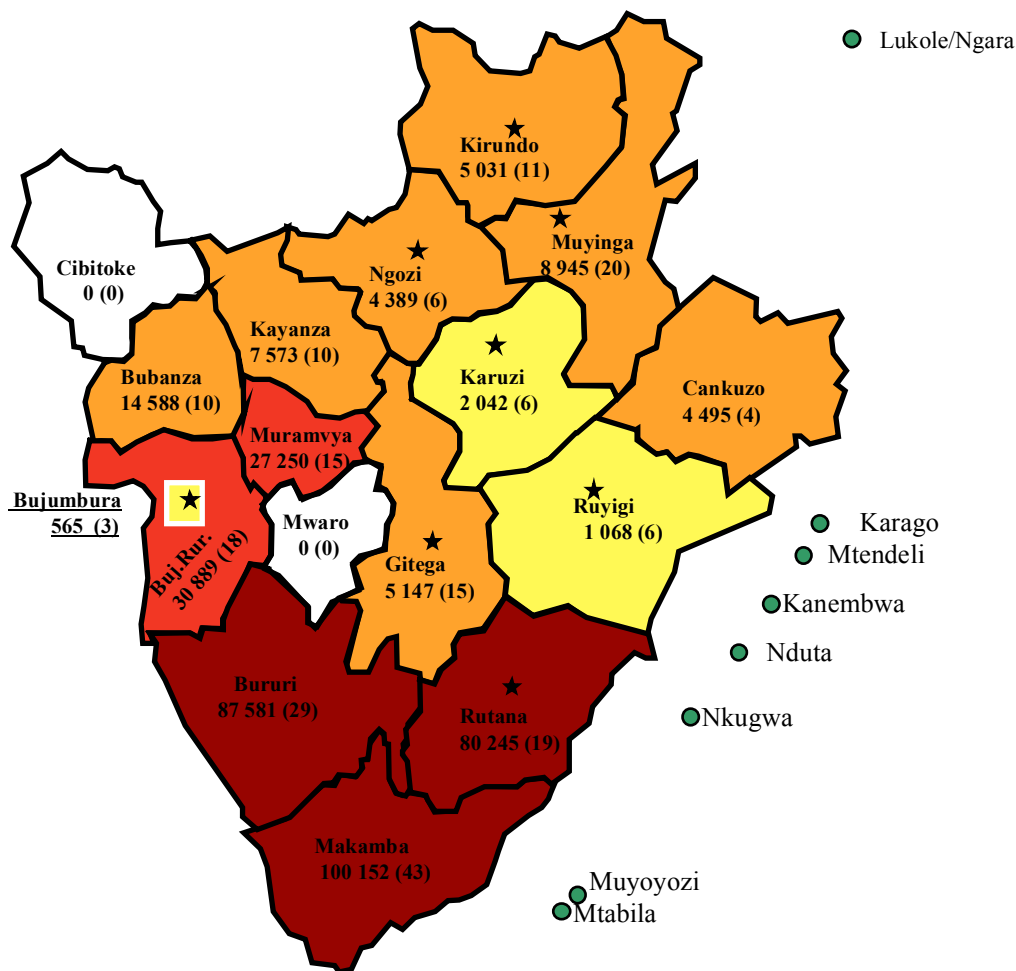 Lukole/Ngara
Kirundo
5 031 (11)
Muyinga
8 945 (20)
Ngozi
4 389 (6)
Cibitoke
0 (0)
Kayanza
7 573 (10)
Bubanza
14 588 (10)
Karuzi
2 042 (6)
Cankuzo
4 495 (4)
Muramvya
27 250 (15)
Bujumbura
565 (3)
Mwaro
0 (0)
Ruyigi
1 068 (6)
Buj.Rur.
30 889 (18)
Gitega
5 147 (15)
Karago
Mtendeli
Kanembwa
Nduta
Nkugwa
Bururi
87 581 (29)
Rutana
80 245 (19)
Makamba
100 152 (43)
Muyoyozi
Mtabila